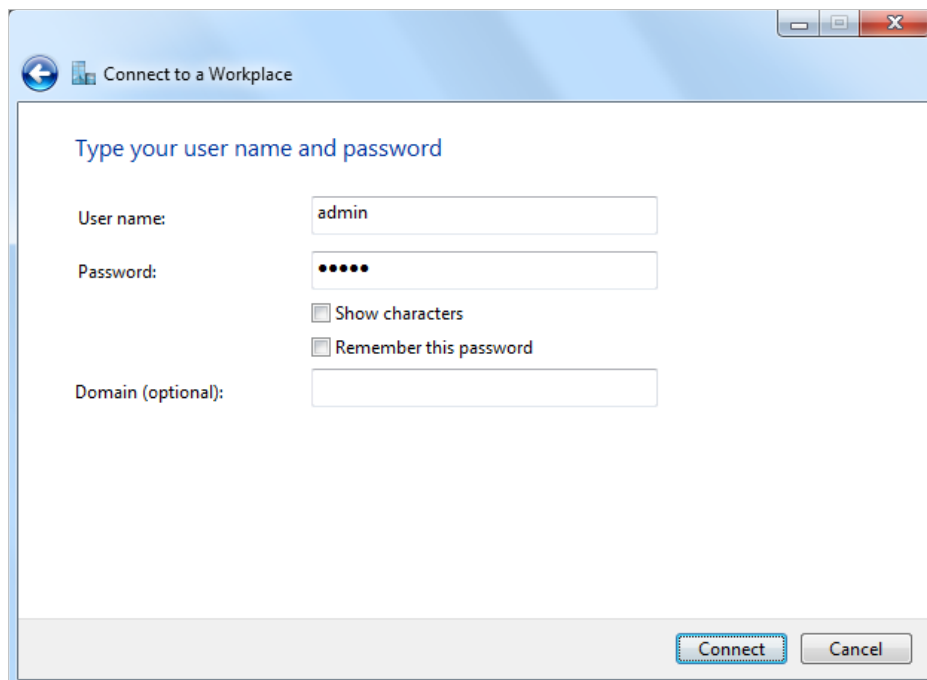 Connect to a Workplace
Type your user name and password
User name:
admin
Password:
•••••
Show characters
Remember this password
Domain (optional):
Connect
Cancel